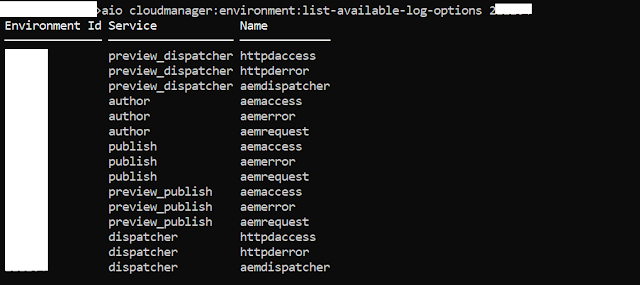 >aio cloudmanager:environment:list-available-log-options 2
Environment Id Service Name
preview_dispatcher httpdaccess
preview_dispatcher httpderror
preview_dispatcher aemdispatcher
author aemaccess
author aemerror
author aemrequest
publish aemaccess
publish aemerror
publish aemrequest
preview_publish aemaccess
preview_publish aemerror
preview_publish aemrequest
dispatcher httpdaccess
dispatcher httpderror
dispatcher aemdispatcher